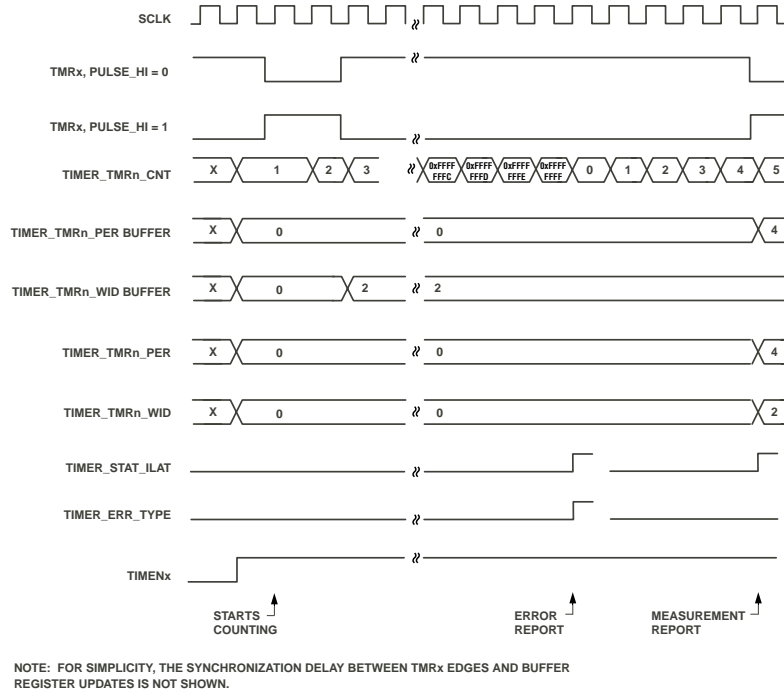 SCLK
TMRx, PULSE_HI = 0
TMRx, PULSE_HI = 1
TIMER_TMRn_CNT X 1 2 3 0xFFFF FFFC 0xFFFF FFFD 0xFFFF FFFE 0xFFFF FFFF 0 1 2 3 4 5
TIMER_TMRn_PER BUFFER X 0 0 4
TIMER_TMRn_WID BUFFER X 0 2 2
TIMER_TMRn_PER X 0 0 4
TIMER_TMRn_WID X 0 0 2
TIMER_STAT_ILAT
TIMER_ERR_TYPE
TIMENx
STARTS COUNTING
ERROR REPORT
MEASUREMENT REPORT
NOTE: FOR SIMPLICITY, THE SYNCHRONIZATION DELAY BETWEEN TMRx EDGES AND BUFFER
REGISTER UPDATES IS NOT SHOWN.